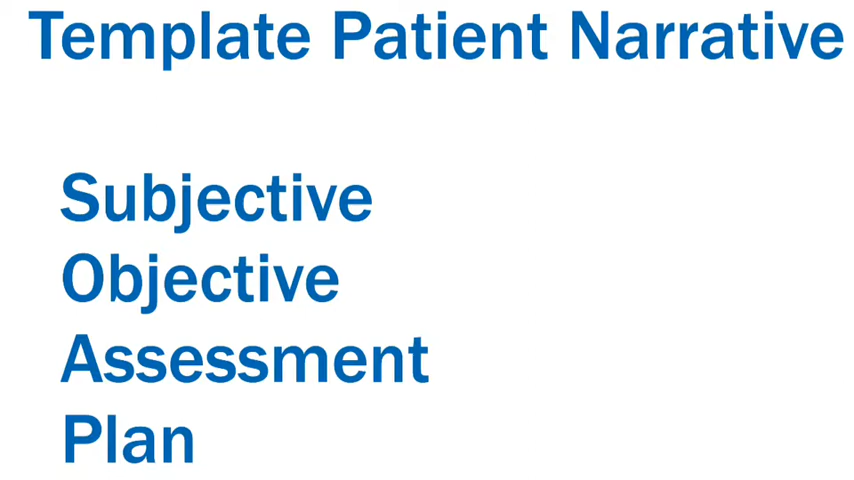 Template Patient Narrative
Subjective
Objective
Assessment
Plan